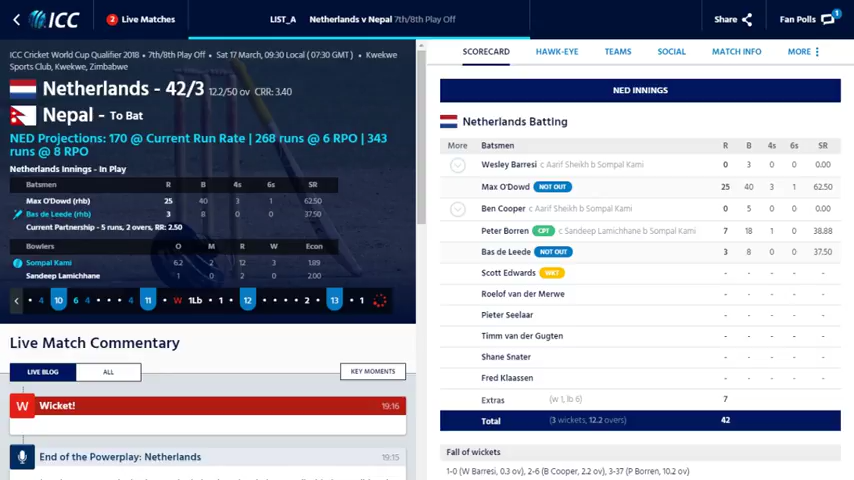 ICC
2 Live Matches
LIST_A Netherlands v Nepal 7th/8th Play Off
Share
Fan Polls 1
ICC Cricket World Cup Qualifier 2018 • 7th/8th Play Off • Sat 17 March, 09:30 Local ( 07:30 GMT ) • Kwekwe
Sports Club, Kwekwe, Zimbabwe
Netherlands - 42/3 12.2/50 ov CRR: 3.40
Nepal - To Bat
NED Projections: 170 @ Current Run Rate | 268 runs @ 6 RPO | 343
runs @ 8 RPO
Netherlands Innings - In Play
Batsmen R B 4s 6s SR
Max O'Dowd (rhb) 25 40 3 1 62.50
Bas de Leede (rhb) 3 8 0 0 37.50
Current Partnership - 5 runs, 2 overs, RR: 2.50
Bowlers O M R W Econ
Sompal Kami 6.2 2 12 3 1.89
Sandeep Lamichhane 1 0 2 0 2.00
• 4 10 6 4 • • • 4 11 • W 1Lb • 1 • 12 • • • • 2 • 13 • 1
Live Match Commentary
LIVE BLOG ALL KEY MOMENTS
W Wicket! 19:16
End of the Powerplay: Netherlands 19:15
SCORECARD HAWK-EYE TEAMS SOCIAL MATCH INFO MORE
NED INNINGS
Netherlands Batting
More Batsmen R B 4s 6s SR
Wesley Barresi c Aarif Sheikh b Sompal Kami 0 3 0 0 0.00
Max O'Dowd NOT OUT 25 40 3 1 62.50
Ben Cooper c Aarif Sheikh b Sompal Kami 0 5 0 0 0.00
Peter Borren CPT c Sandeep Lamichhane b Sompal Kami 7 18 1 0 38.88
Bas de Leede NOT OUT 3 8 0 0 37.50
Scott Edwards WKT - - - - -
Roelof van der Merwe - - - - -
Pieter Seelaar - - - - -
Timm van der Gugten - - - - -
Shane Snater - - - - -
Fred Klaassen - - - - -
Extras (w 1, lb 6) 7
Total (3 wickets, 12.2 overs) 42
Fall of wickets
1-0 (W Barresi, 0.3 ov), 2-6 (B Cooper, 2.2 ov), 3-37 (P Borren, 10.2 ov)